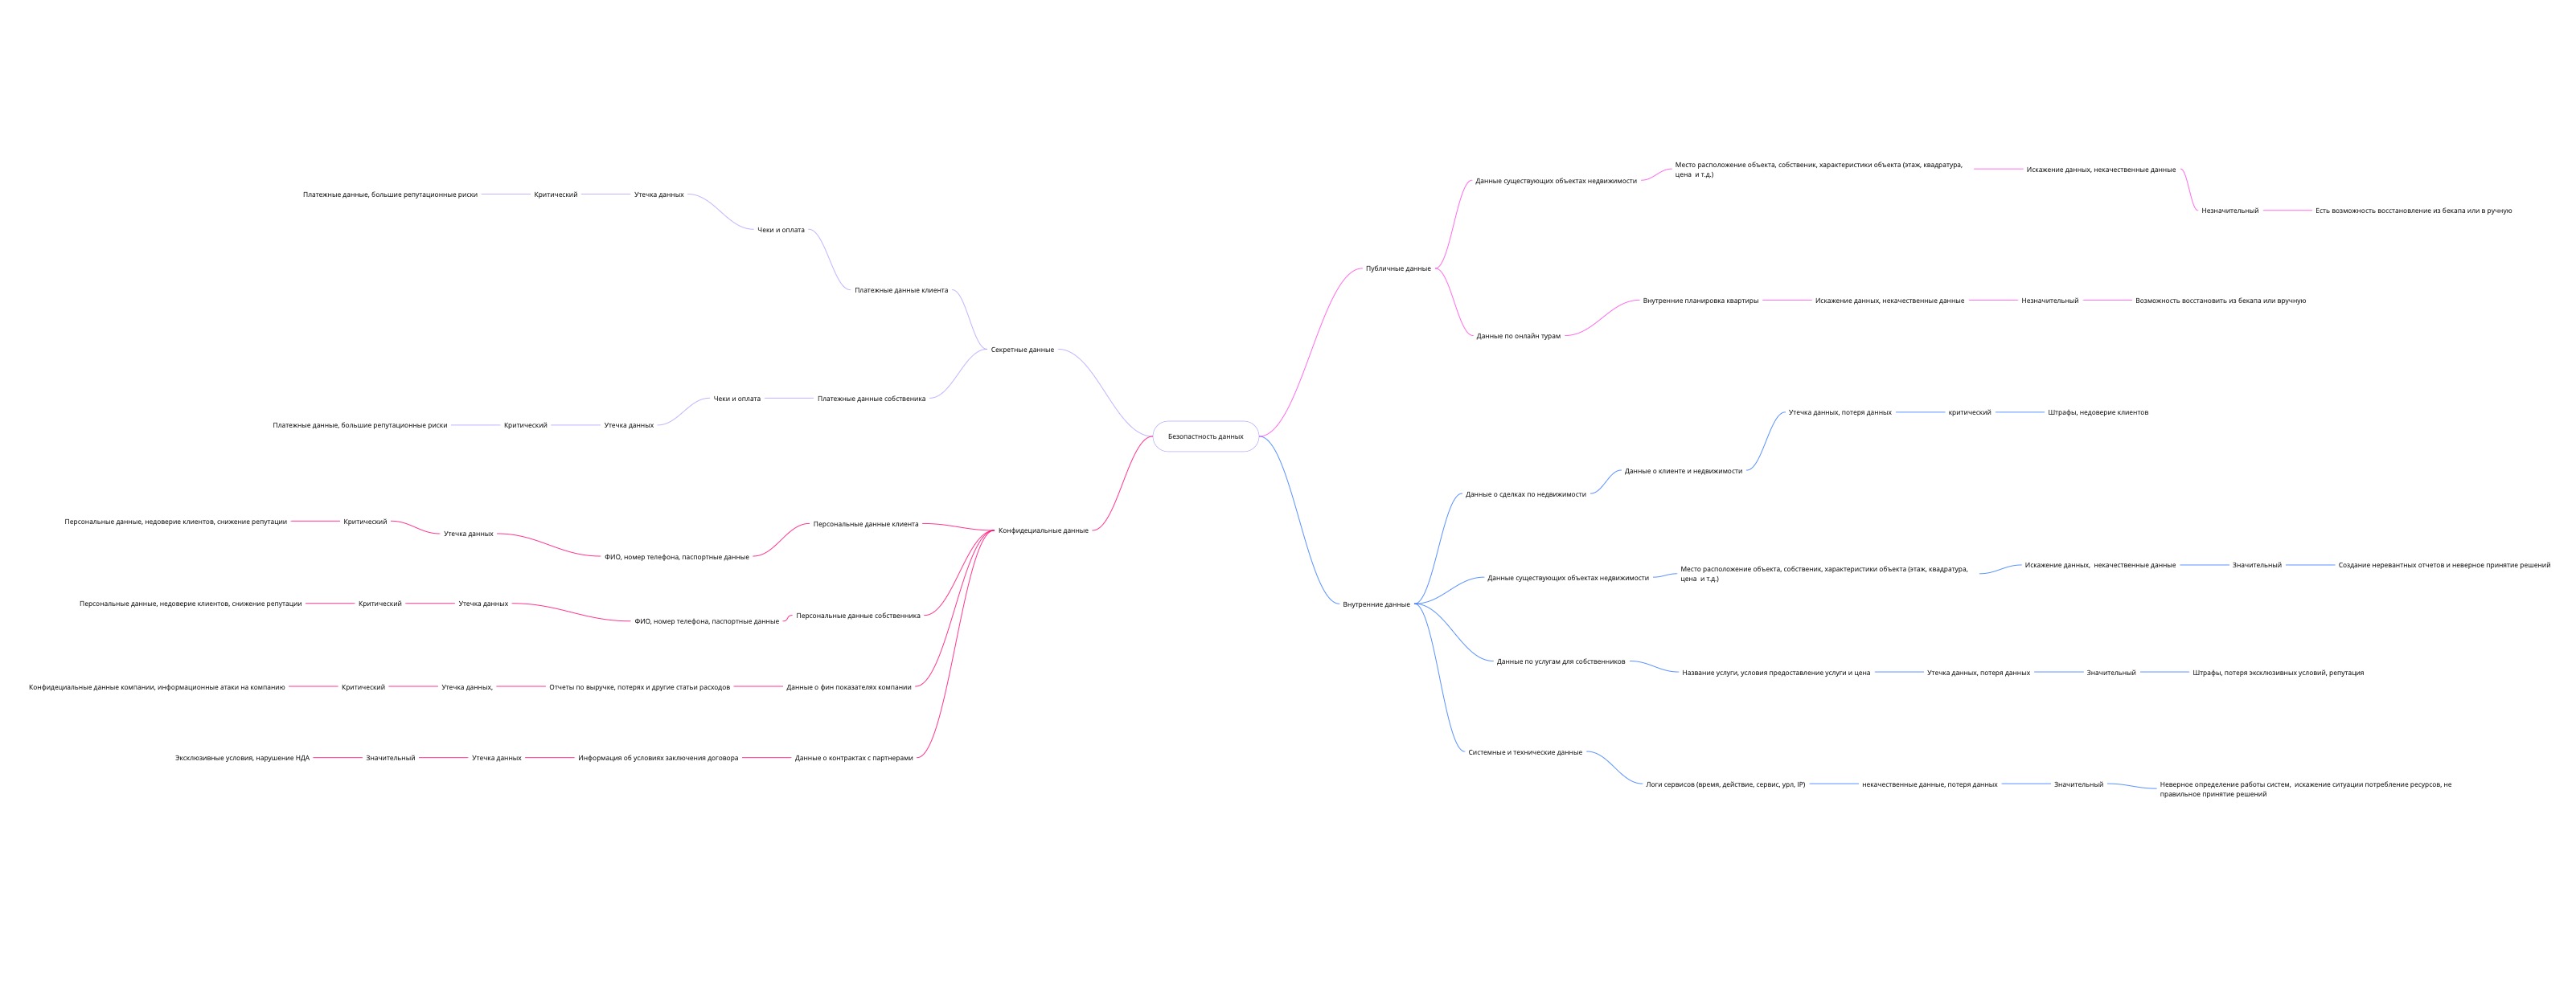 Безопастность данных
Публичные данные
Данные существующих объектах недвижимости
Место расположение объекта, собственик, характеристики объекта (этаж, квадратура,
цена и т.д.)
Искажение данных, некачественные данные
Незначительный
Есть возможность восстановление из бекапа или в ручную
Данные по онлайн турам
Внутренние планировка квартиры
Искажение данных, некачественные данные
Незначительный
Возможность восстановить из бекапа или вручную
Внутренние данные
Данные о сделках по недвижимости
Данные о клиенте и недвижимости
Утечка данных, потеря данных
критический
Штрафы, недоверие клиентов
Данные существующих объектах недвижимости
Место расположение объекта, собственик, характеристики объекта (этаж, квадратура,
цена и т.д.)
Искажение данных, некачественные данные
Значительный
Создание неревантных отчетов и неверное принятие решений
Данные по услугам для собственников
Название услуги, условия предоставление услуги и цена
Утечка данных, потеря данных
Значительный
Штрафы, потеря эксклюзивных условий, репутация
Системные и технические данные
Логи сервисов (время, действие, сервис, урл, IP)
некачественные данные, потеря данных
Значительный
Неверное определение работы систем, искажение ситуации потребление ресурсов, не
правильное принятие решений
Секретные данные
Платежные данные клиента
Чеки и оплата
Утечка данных
Критический
Платежные данные, большие репутационные риски
Платежные данные собственика
Чеки и оплата
Утечка данных
Критический
Платежные данные, большие репутационные риски
Конфидециальные данные
Персональные данные клиента
ФИО, номер телефона, паспортные данные
Утечка данных
Критический
Персональные данные, недоверие клиентов, снижение репутации
Персональные данные собственика
ФИО, номер телефона, паспортные данные
Утечка данных
Критический
Персональные данные, недоверие клиентов, снижение репутации
Данные о фин показателях компании
Отчеты по выручке, потерях и другие статьи расходов
Утечка данных,
Критический
Конфидециальные данные компании, информационные атаки на компанию
Данные о контрактах с партнерами
Информация об условиях заключения договора
Утечка данных
Значительный
Эксклюзивные условия, нарушение НДА